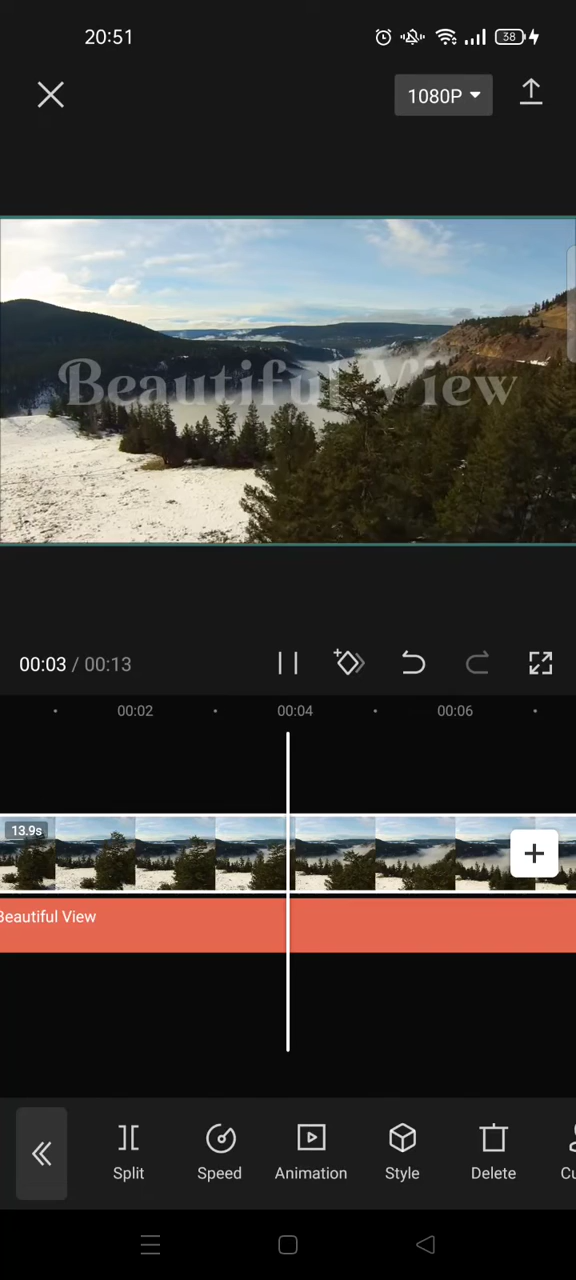 20:51
38
1080P
Beautiful View
00:03 / 00:13
00:02
00:04
00:06
13.9s
Beautiful View
Split
Speed
Animation
Style
Delete